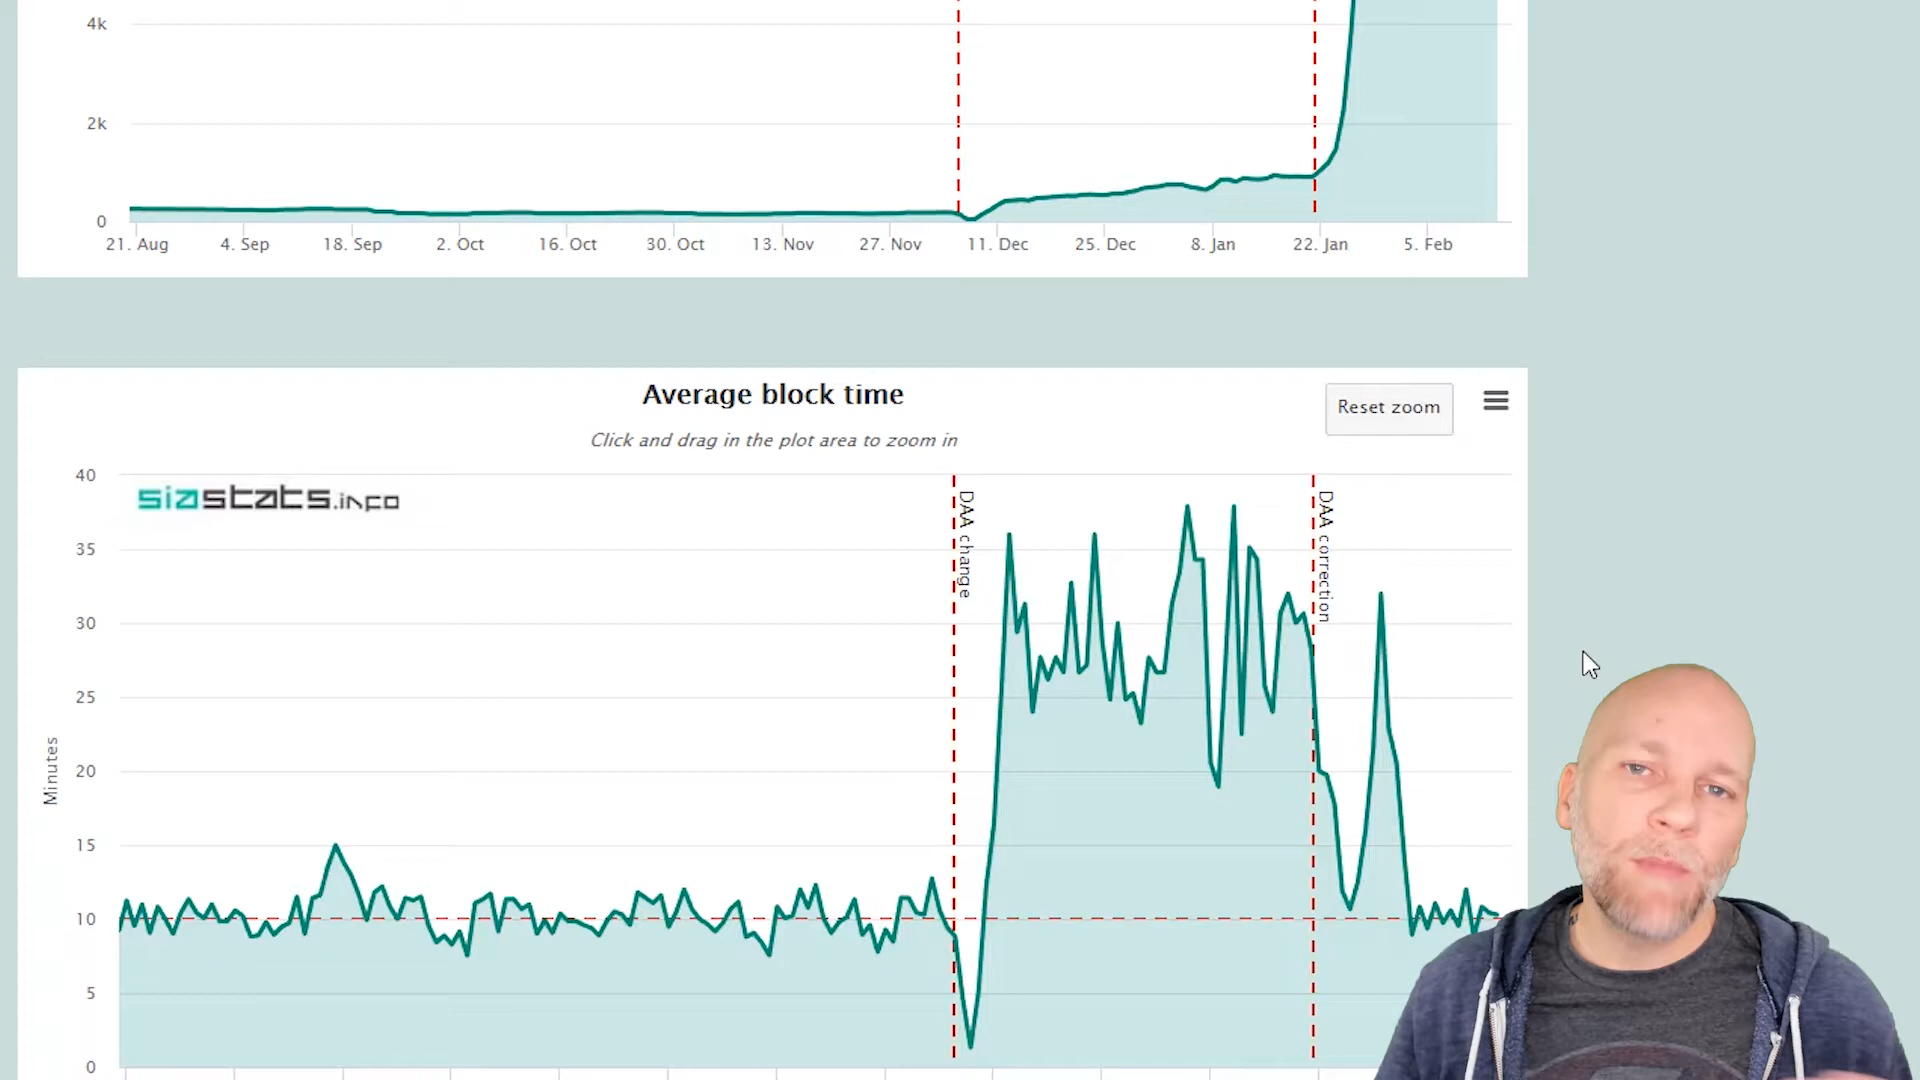 4k
2k
0
21. Aug 4. Sep 18. Sep 2. Oct 16. Oct 30. Oct 13. Nov 27. Nov 11. Dec 25. Dec 8. Jan 22. Jan 5. Feb
Average block time
Reset zoom
Click and drag in the plot area to zoom in
siastats.info
DAA change
DAA correction
Minutes
40
35
30
25
20
15
10
5
0